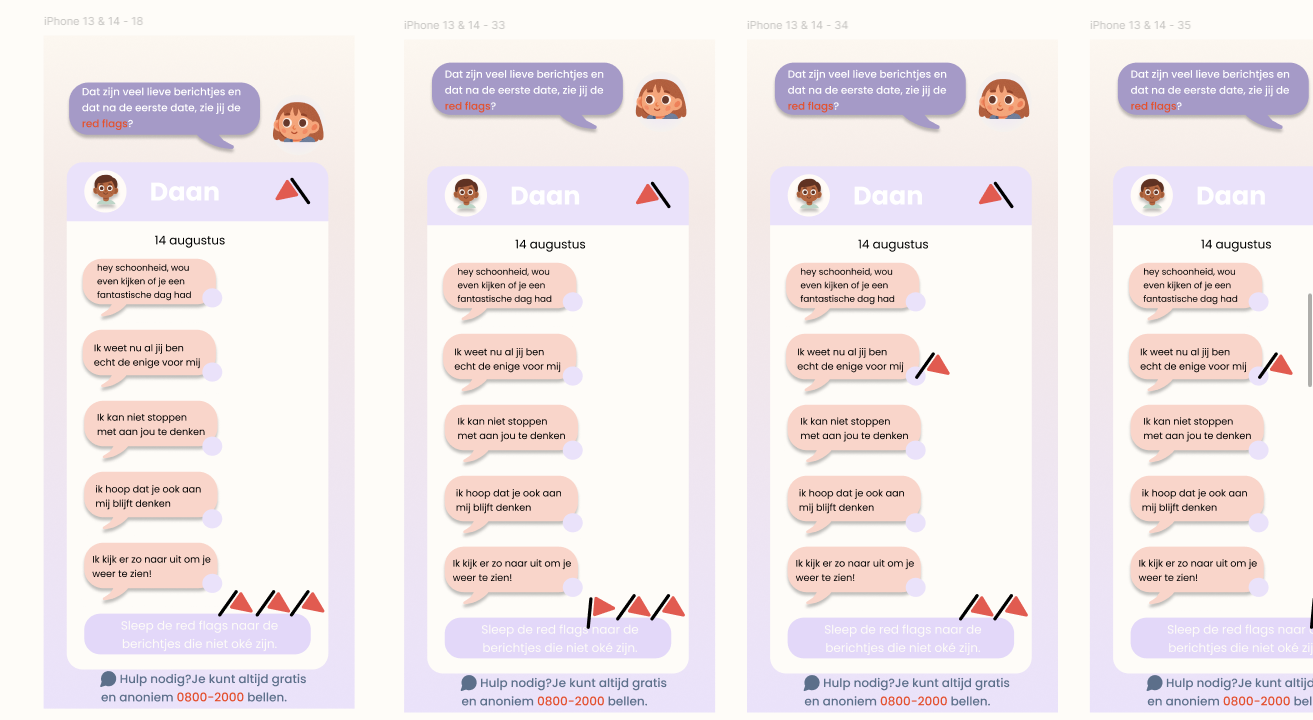 iPhone 13 & 14 - 18
Dat zijn veel lieve berichtjes en
dat na de eerste date, zie jij de
red flags?
Daan
14 augustus
hey schoonheid, wou
even kijken of je een
fantastische dag had
Ik weet nu al jij ben
echt de enige voor mij
Ik kan niet stoppen
met aan jou te denken
ik hoop dat je ook aan
mij blijft denken
Ik kijk er zo naar uit om je
weer te zien!
Sleep de red flags naar de
berichtjes die niet oké zijn.
Hulp nodig?Je kunt altijd gratis
en anoniem 0800-2000 bellen.
iPhone 13 & 14 - 33
Dat zijn veel lieve berichtjes en
dat na de eerste date, zie jij de
red flags?
Daan
14 augustus
hey schoonheid, wou
even kijken of je een
fantastische dag had
Ik weet nu al jij ben
echt de enige voor mij
Ik kan niet stoppen
met aan jou te denken
ik hoop dat je ook aan
mij blijft denken
Ik kijk er zo naar uit om je
weer te zien!
Sleep de red flags naar de
berichtjes die niet oké zijn.
Hulp nodig?Je kunt altijd gratis
en anoniem 0800-2000 bellen.
iPhone 13 & 14 - 34
Dat zijn veel lieve berichtjes en
dat na de eerste date, zie jij de
red flags?
Daan
14 augustus
hey schoonheid, wou
even kijken of je een
fantastische dag had
Ik weet nu al jij ben
echt de enige voor mij
Ik kan niet stoppen
met aan jou te denken
ik hoop dat je ook aan
mij blijft denken
Ik kijk er zo naar uit om je
weer te zien!
Sleep de red flags naar de
berichtjes die niet oké zijn.
Hulp nodig?Je kunt altijd gratis
en anoniem 0800-2000 bellen.
iPhone 13 & 14 - 35
Dat zijn veel lieve berichtjes en
dat na de eerste date, zie jij de
red flags?
Daan
14 augustus
hey schoonheid, wou
even kijken of je een
fantastische dag had
Ik weet nu al jij ben
echt de enige voor mij
Ik kan niet stoppen
met aan jou te denken
ik hoop dat je ook aan
mij blijft denken
Ik kijk er zo naar uit om je
weer te zien!
Sleep de red flags naar
berichtjes die niet oké
Hulp nodig?Je kunt
en anoniem 0800-2000